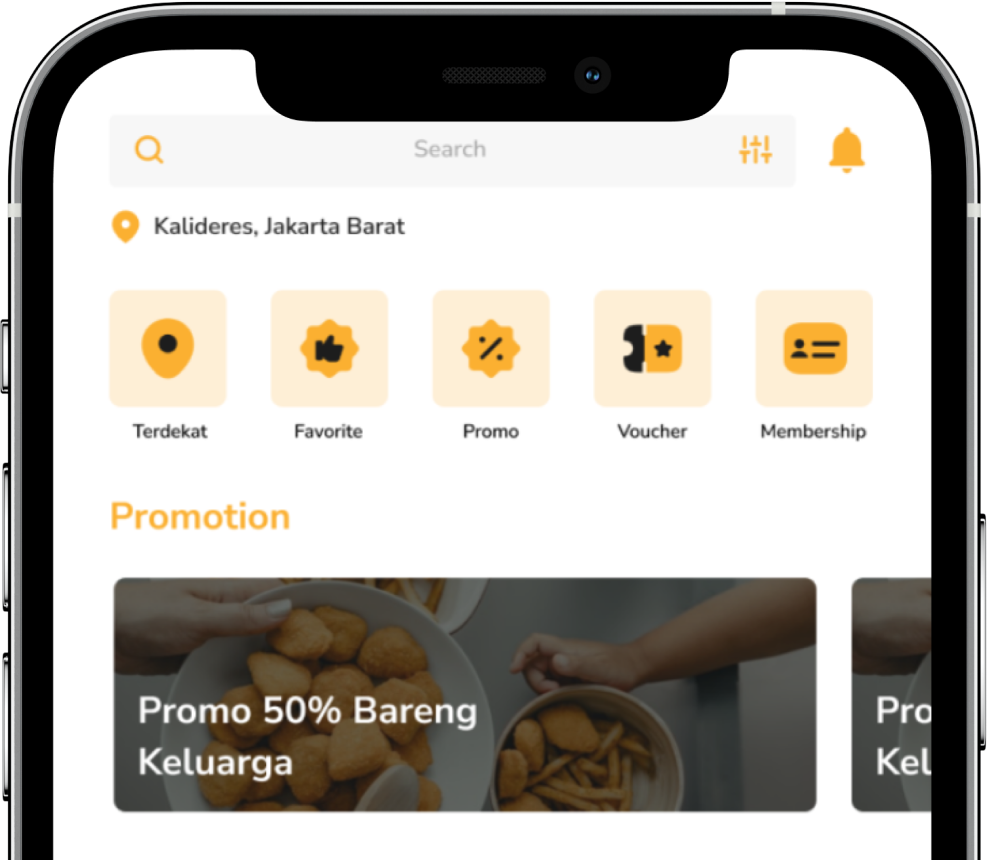 Search
Kalideres, Jakarta Barat
Terdekat
Favorite
Promo
Voucher
Membership
Promotion
Promo 50% Bareng
Keluarga
Pro
Kel